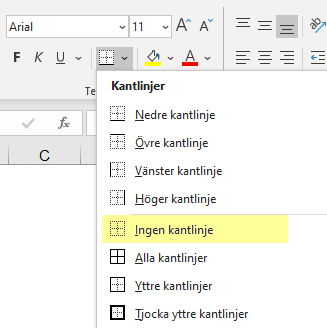 Arial 11 A A
F K U A
Te
fx
C
Kantlinjer
Nedre kantlinje
Övre kantlinje
Vänster kantlinje
Höger kantlinje
Ingen kantlinje
Alla kantlinjer
Yttre kantlinjer
Tjocka yttre kantlinjer